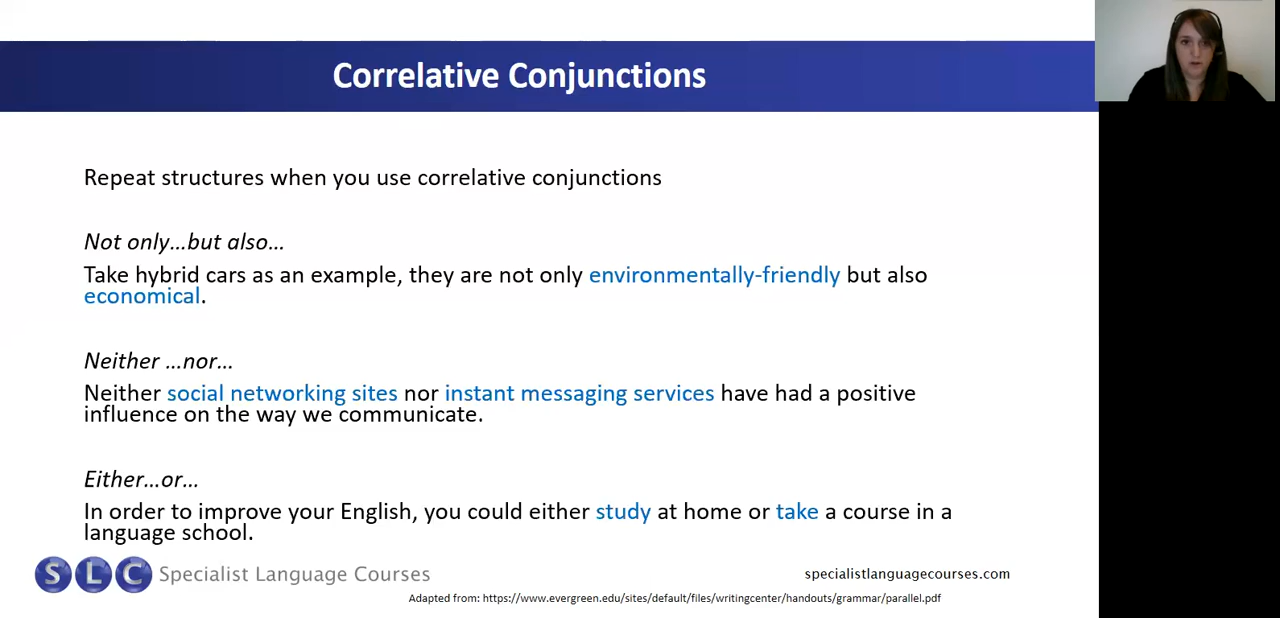 Correlative Conjunctions
Repeat structures when you use correlative conjunctions
Not only...but also...
Take hybrid cars as an example, they are not only environmentally-friendly but also
economical.
Neither ...nor...
Neither social networking sites nor instant messaging services have had a positive
influence on the way we communicate.
Either...or...
In order to improve your English, you could either study at home or take a course in a
language school.
SLC Specialist Language Courses
specialistlanguagecourses.com
Adapted from: https://www.evergreen.edu/sites/default/files/writingcenter/handouts/grammar/parallel.pdf